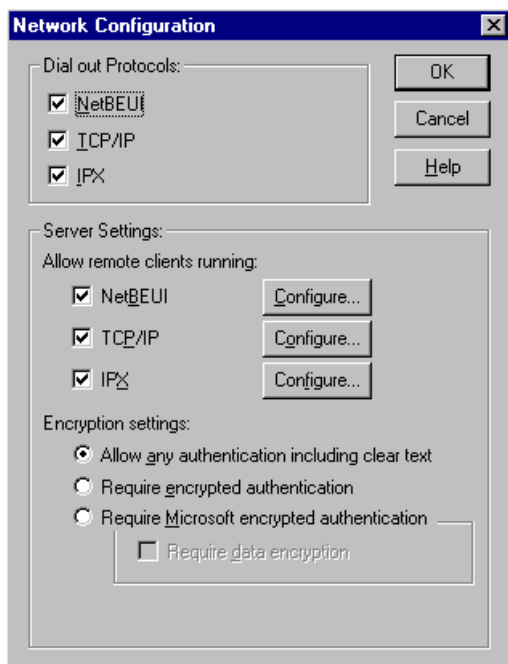 Network Configuration
Dial out Protocols:
NetBEUI
TCP/IP
IPX
OK
Cancel
Help
Server Settings:
Allow remote clients running:
NetBEUI Configure...
TCP/IP Configure...
IPX Configure...
Encryption settings:
Allow any authentication including clear text
Require encrypted authentication
Require Microsoft encrypted authentication
Require data encryption